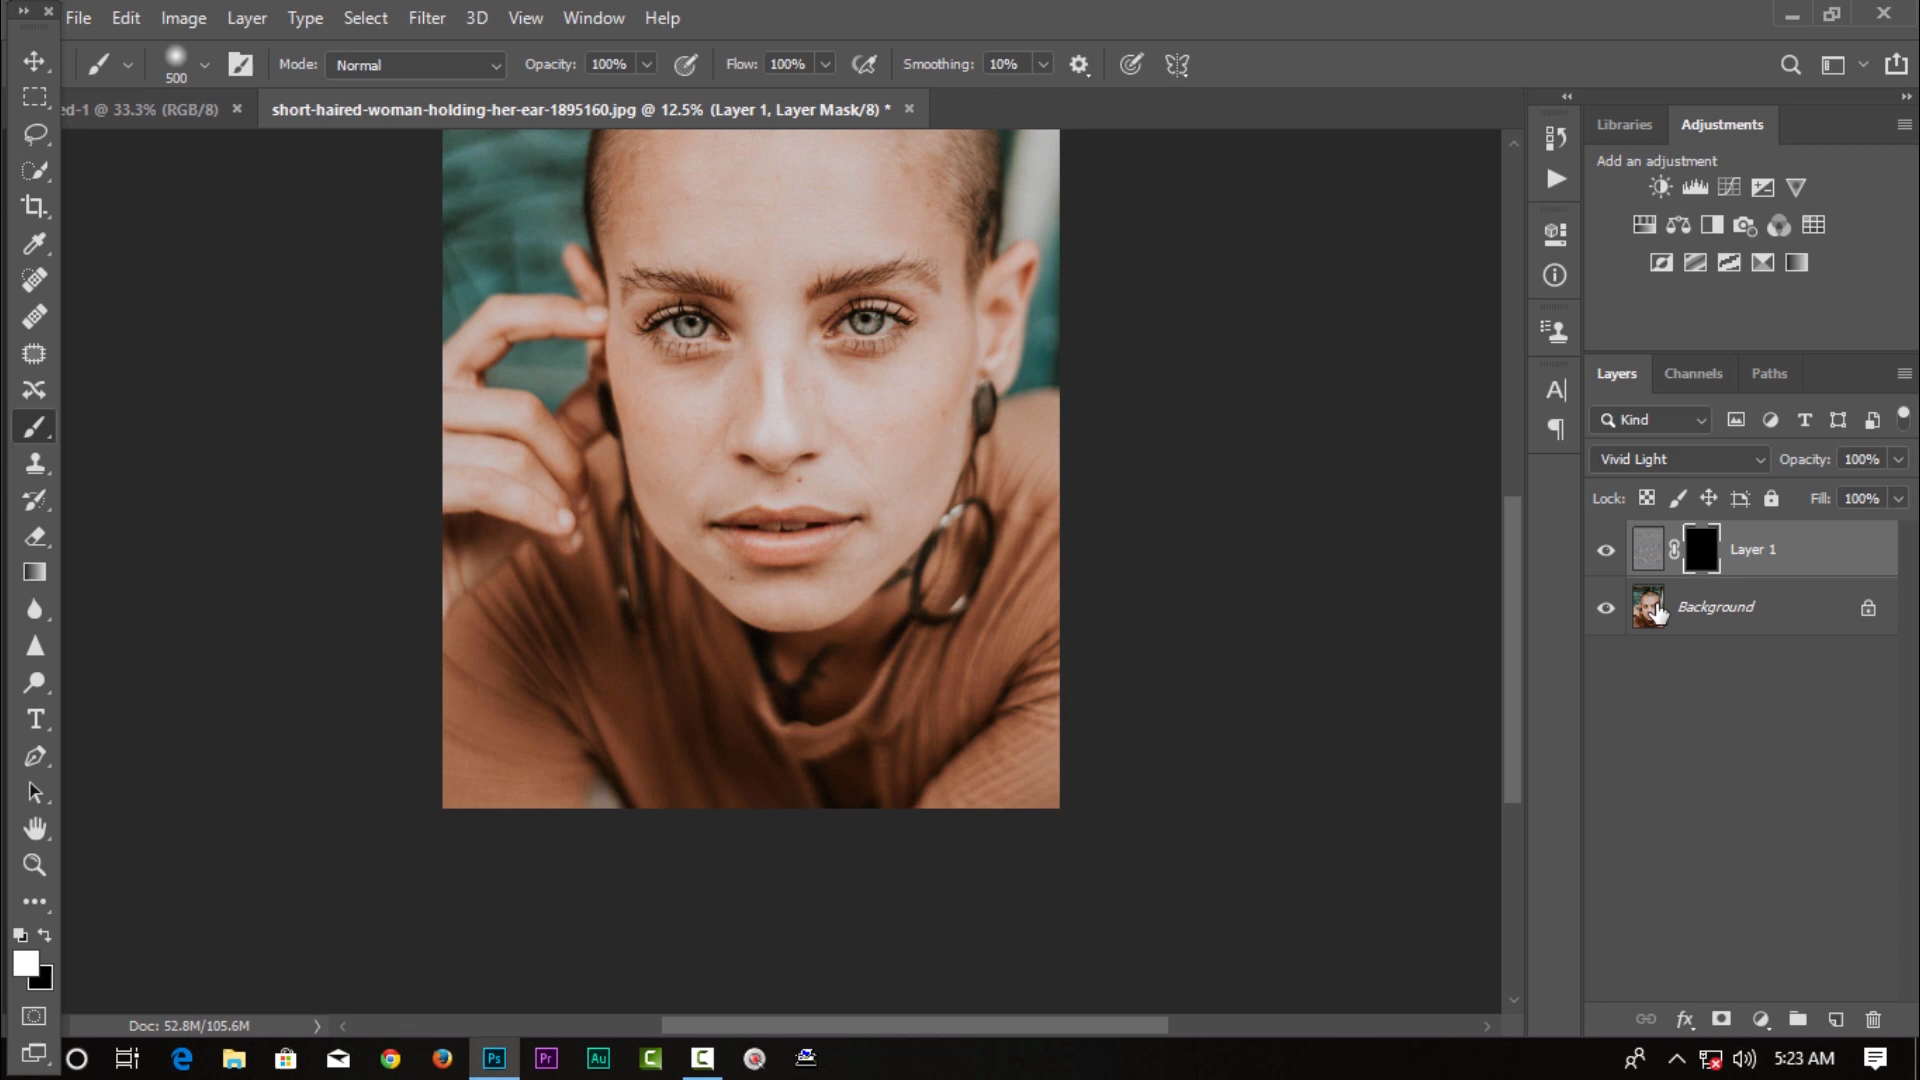 File Edit Image Layer Type Select Filter 3D View Window Help
500 Mode: Normal Opacity: 100% Flow: 100% Smoothing: 10%
ed-1 @ 33.3% (RGB/8) short-haired-woman-holding-her-ear-1895160.jpg @ 12.5% (Layer 1, Layer Mask/8) *
Libraries Adjustments
Add an adjustment
Layers Channels Paths
Kind
Vivid Light Opacity: 100%
Lock: Fill: 100%
Layer 1
Background
Doc: 52.8M/105.6M
Ps Pr Au
5:23 AM